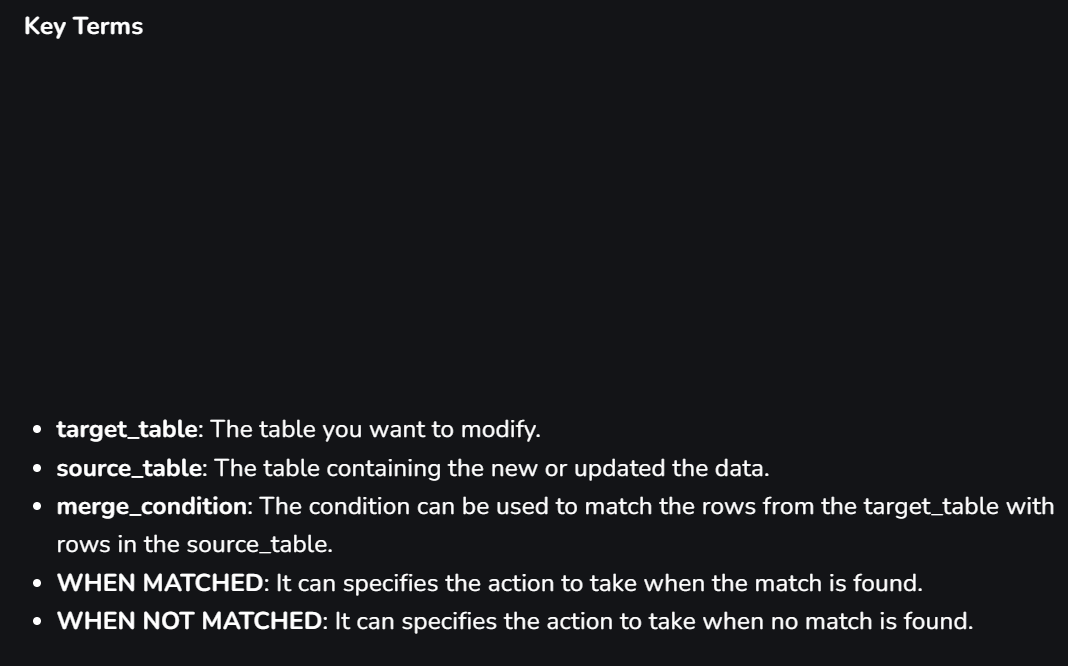 Key Terms
• target_table: The table you want to modify.
• source_table: The table containing the new or updated the data.
• merge_condition: The condition can be used to match the rows from the target_table with
rows in the source_table.
• WHEN MATCHED: It can specifies the action to take when the match is found.
• WHEN NOT MATCHED: It can specifies the action to take when no match is found.